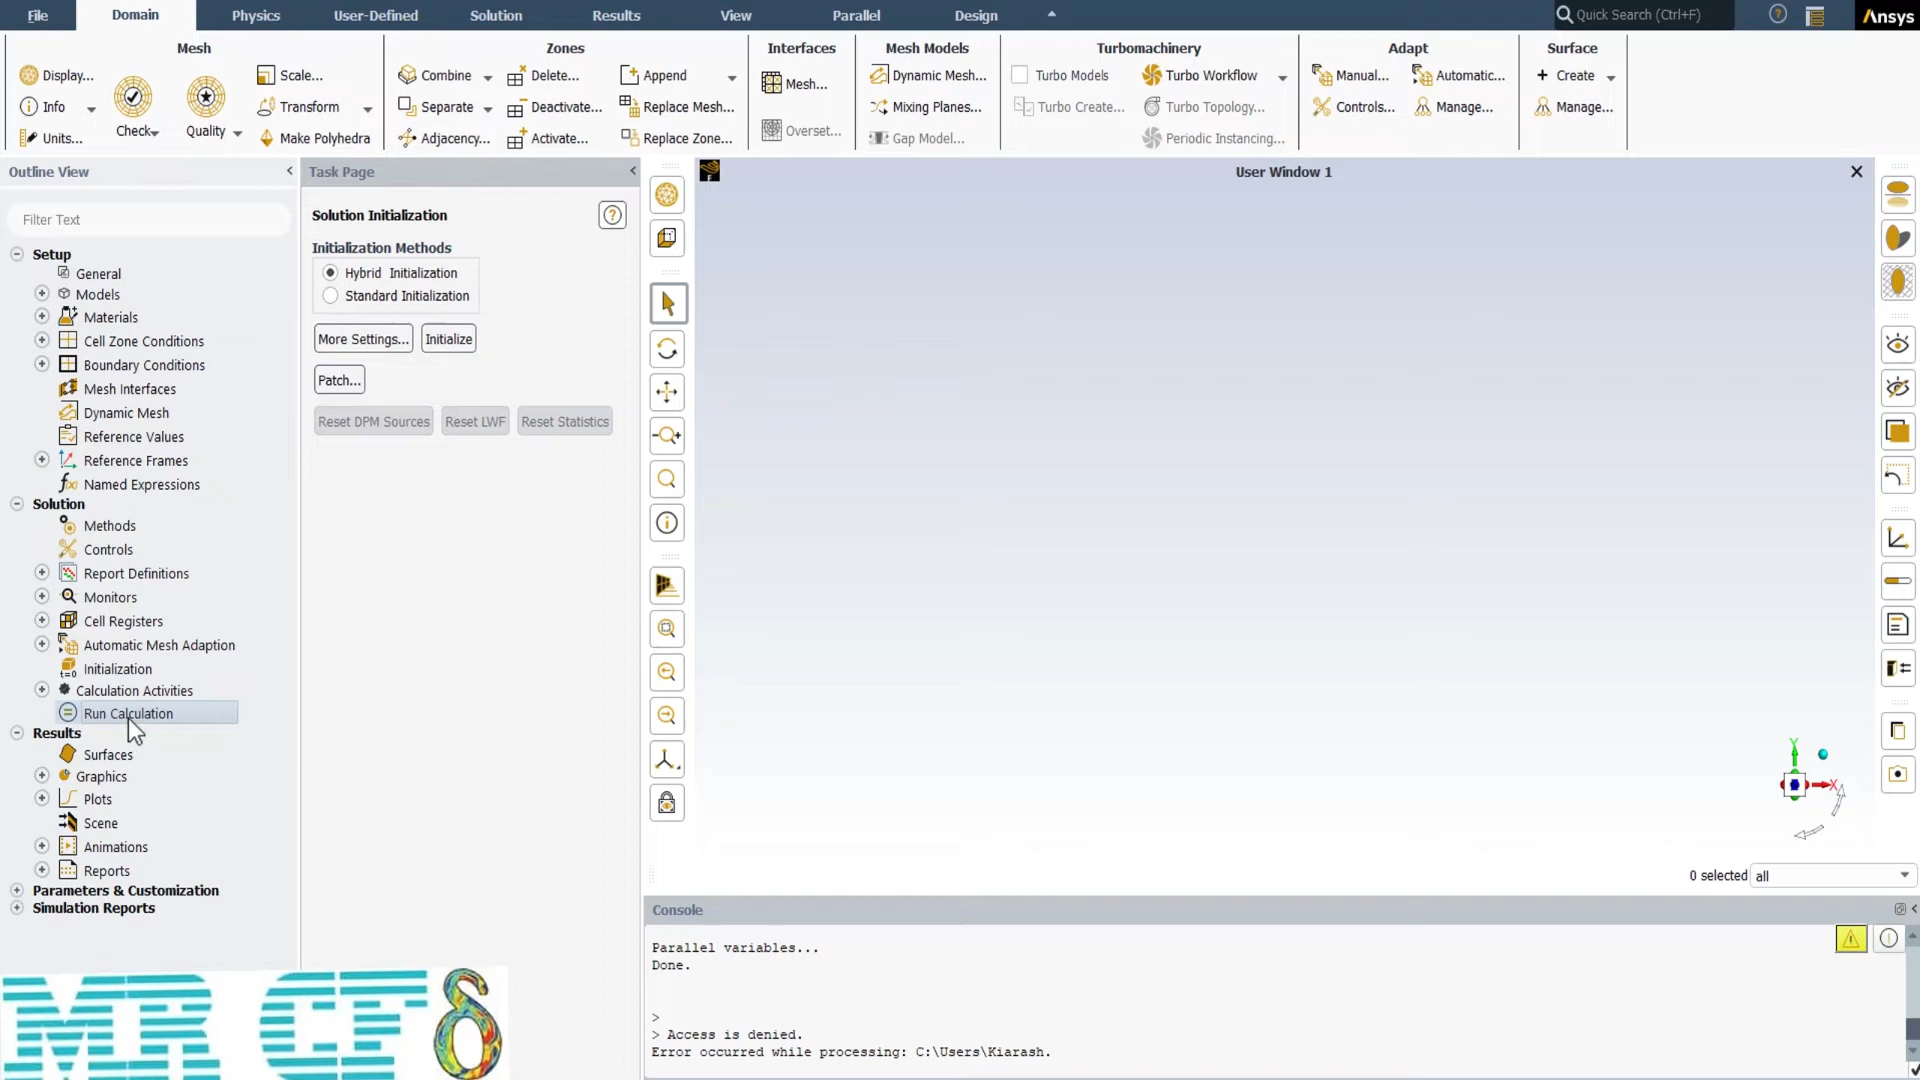 File Domain Physics User-Defined Solution Results View Parallel Design Quick Search (Ctrl+F) Ansys
Mesh Zones Interfaces Mesh Models Turbomachinery Adapt Surface
Display... Scale... Combine Delete... Append Mesh... Dynamic Mesh... Turbo Models Turbo Workflow Manual... Automatic... + Create
Info Transform Separate Deactivate... Replace Mesh... Mixing Planes... Turbo Create... Turbo Topology... Controls... Manage... Manage...
Check Quality Overset...
Units... Make Polyhedra Adjacency... Activate... Replace Zone... Gap Model... Periodic Instancing...
Outline View
Filter Text
Setup
General
Models
Materials
Cell Zone Conditions
Boundary Conditions
Mesh Interfaces
Dynamic Mesh
Reference Values
Reference Frames
Named Expressions
Solution
Methods
Controls
Report Definitions
Monitors
Cell Registers
Automatic Mesh Adaption
Initialization
Calculation Activities
Run Calculation
Results
Surfaces
Graphics
Plots
Scene
Animations
Reports
Parameters & Customization
Simulation Reports
Task Page
Solution Initialization
Initialization Methods
Hybrid Initialization
Standard Initialization
More Settings... Initialize
Patch...
Reset DPM Sources Reset LWF Reset Statistics
User Window 1
Y
X
0 selected all
Console
Parallel variables...
Done.
>
> Access is denied.
Error occurred while processing: C:\Users\Kiarash.
MR CF